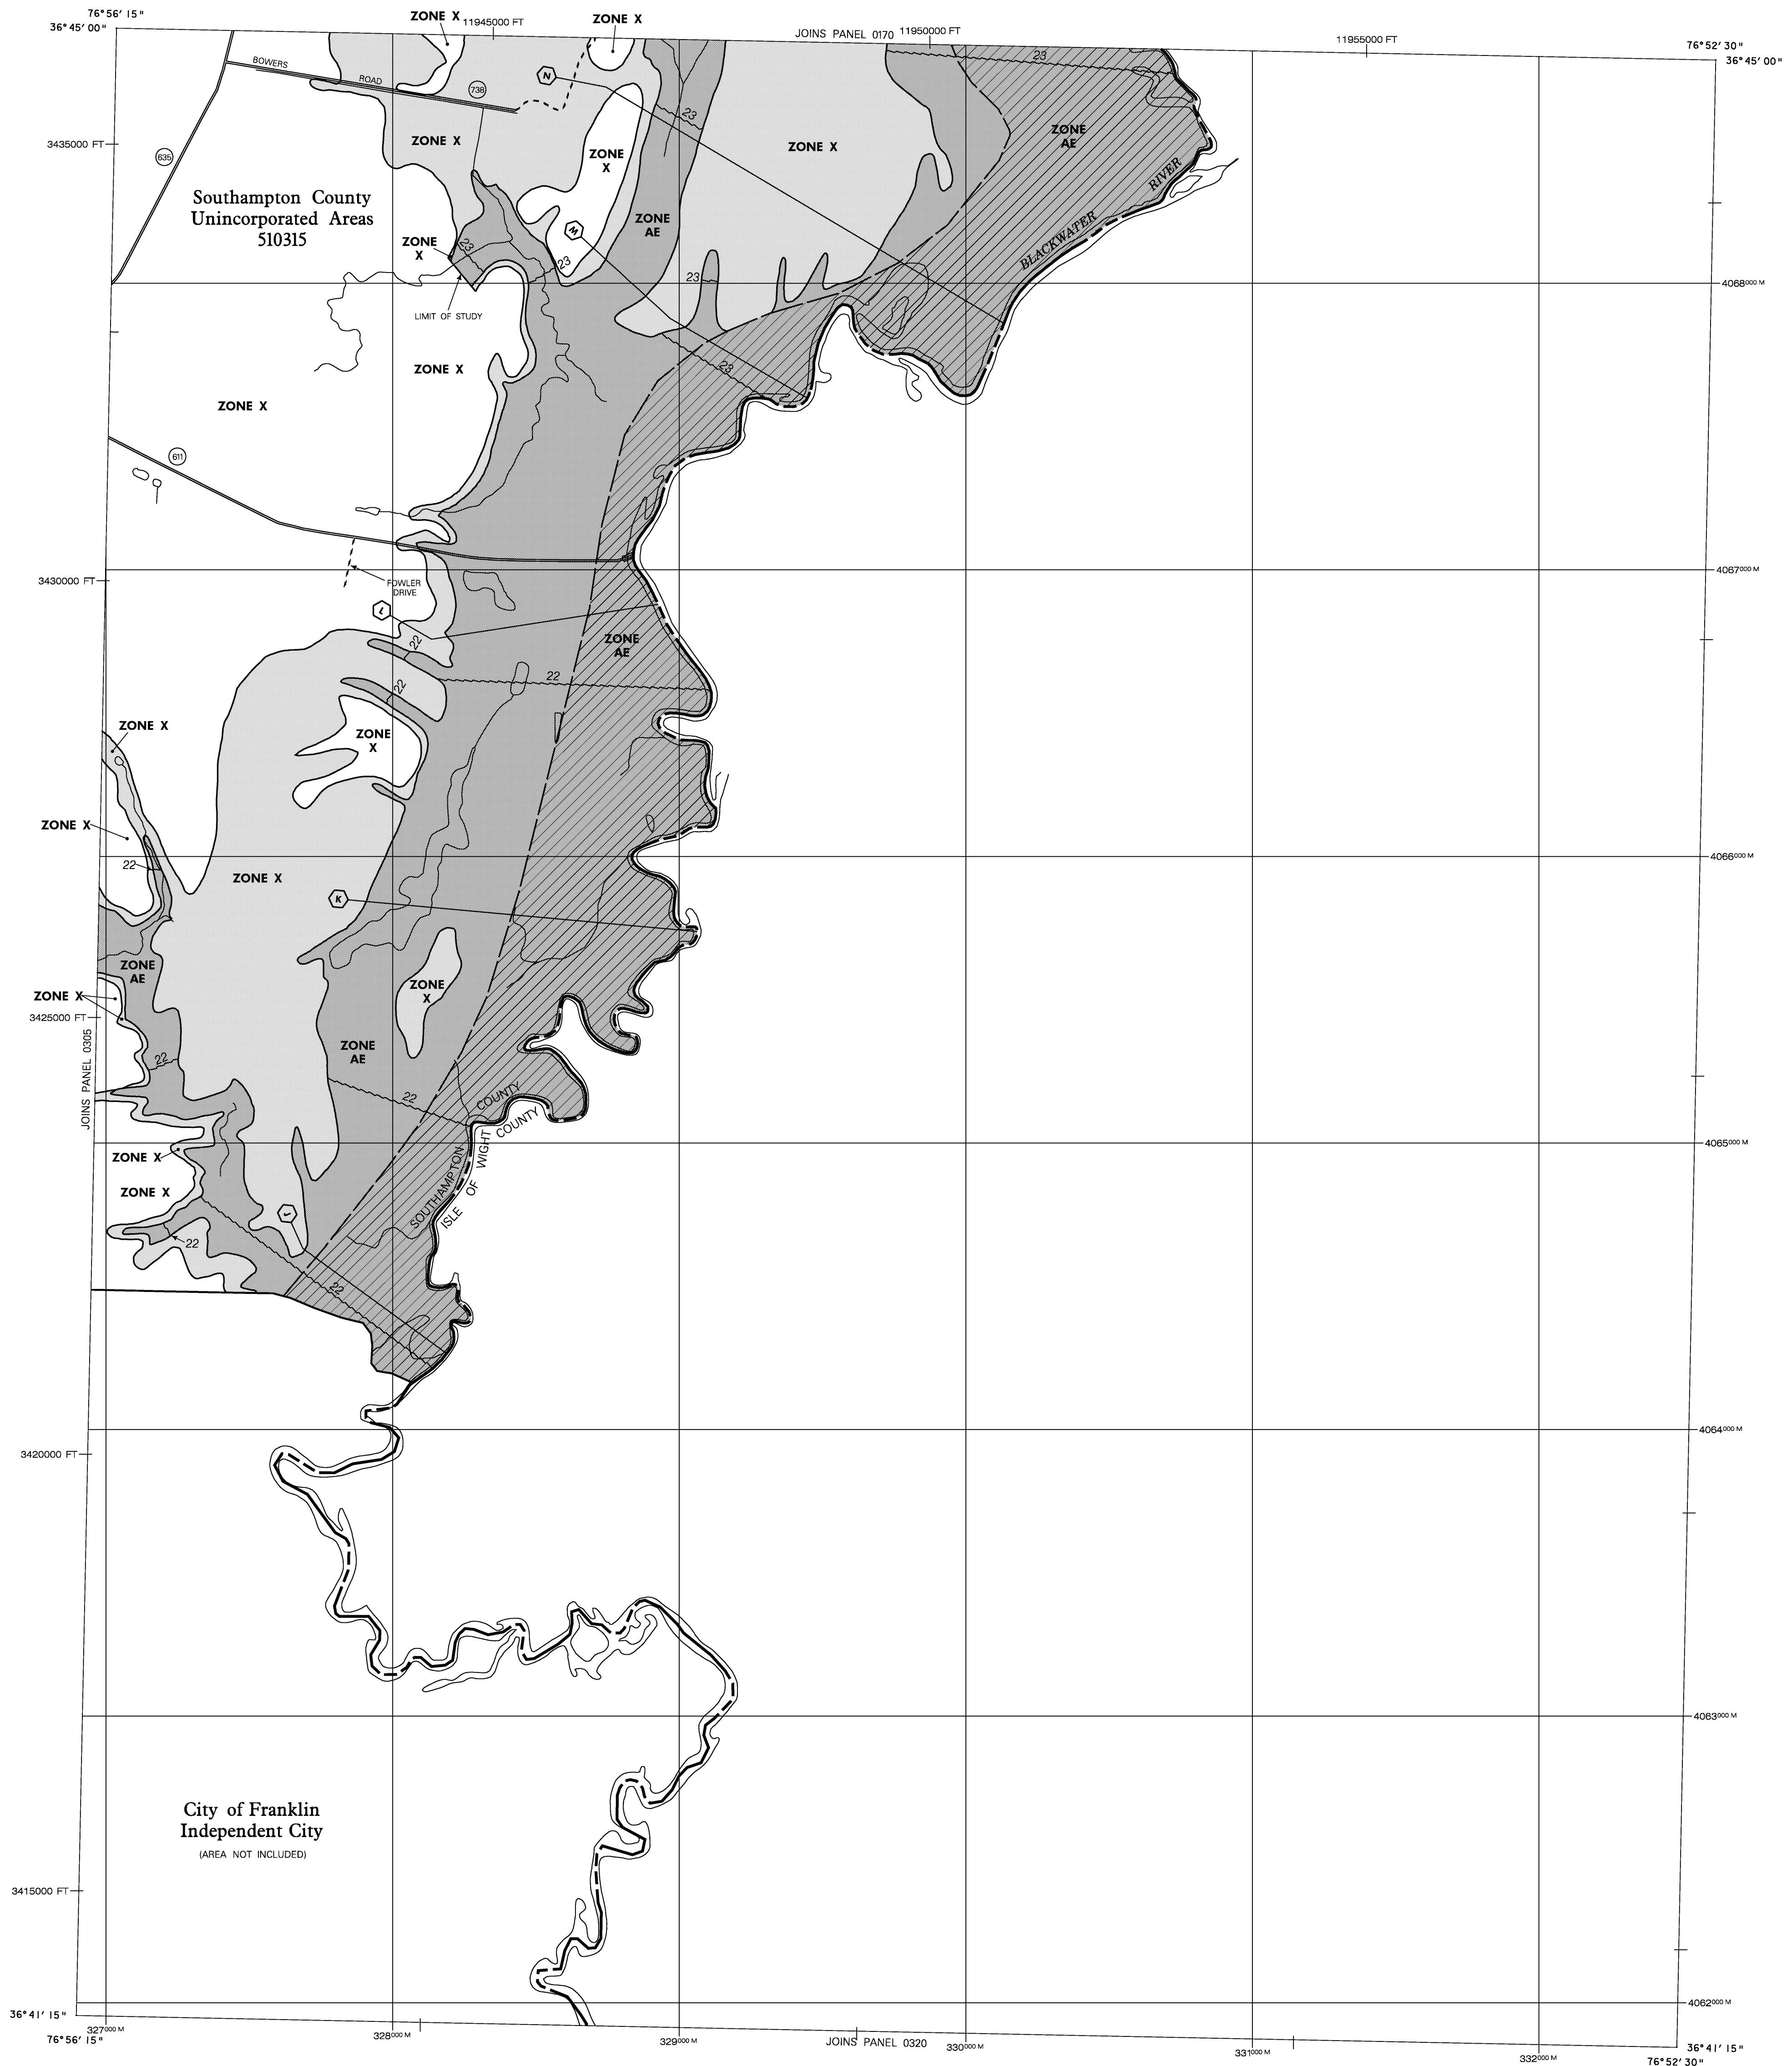 76°56' 15"
36°45' 00"
ZONE X
11945000 FT
ZONE X
JOINS PANEL 0170
11950000 FT
11955000 FT
76°52' 30"
36°45' 00"
BOWERS
ROAD
738
N
23
23
ZONE
AE
3435000 FT
635
ZONE X
ZONE
X
ZONE X
RIVER
BLACKWATER
Southampton County
Unincorporated Areas
510315
ZONE
AE
M
ZONE
X
23
23
23
4068000 M
LIMIT OF STUDY
ZONE X
23
ZONE X
611
3430000 FT
4067000 M
FOWLER
DRIVE
L
ZONE
AE
22
22
22
ZONE X
ZONE
X
ZONE X
22
4066000 M
ZONE X
K
ZONE
AE
ZONE
X
ZONE X
3425000 FT
JOINS PANEL 0305
ZONE
AE
22
22
COUNTY
COUNTY
SOUTHAMPTON
ISLE OF WIGHT
4065000 M
ZONE X
ZONE X
22
22
4064000 M
3420000 FT
4063000 M
City of Franklin
Independent City
(AREA NOT INCLUDED)
3415000 FT
4062000 M
36°41' 15"
76°56' 15"
327000 M
328000 M
329000 M
JOINS PANEL 0320
330000 M
331000 M
332000 M
36°41' 15"
76°52' 30"